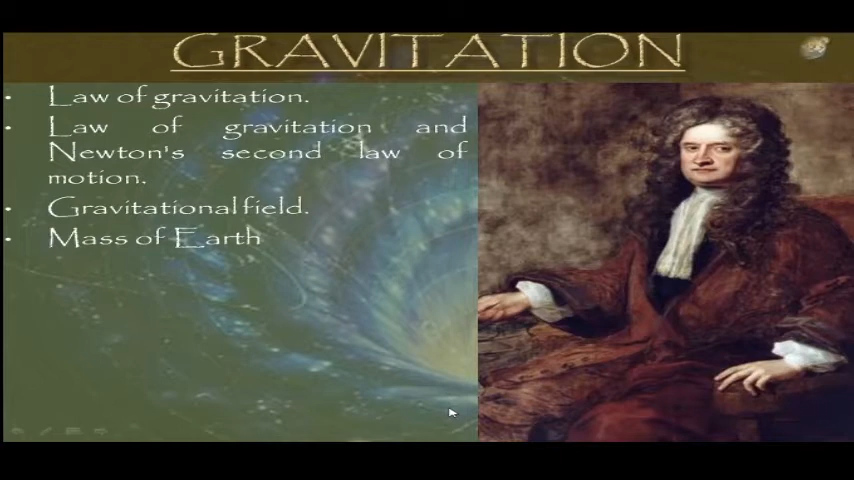 GRAVITATION
• Law of gravitation.
• Law of gravitation and
Newton's second law of
motion.
• Gravitational field.
• Mass of Earth